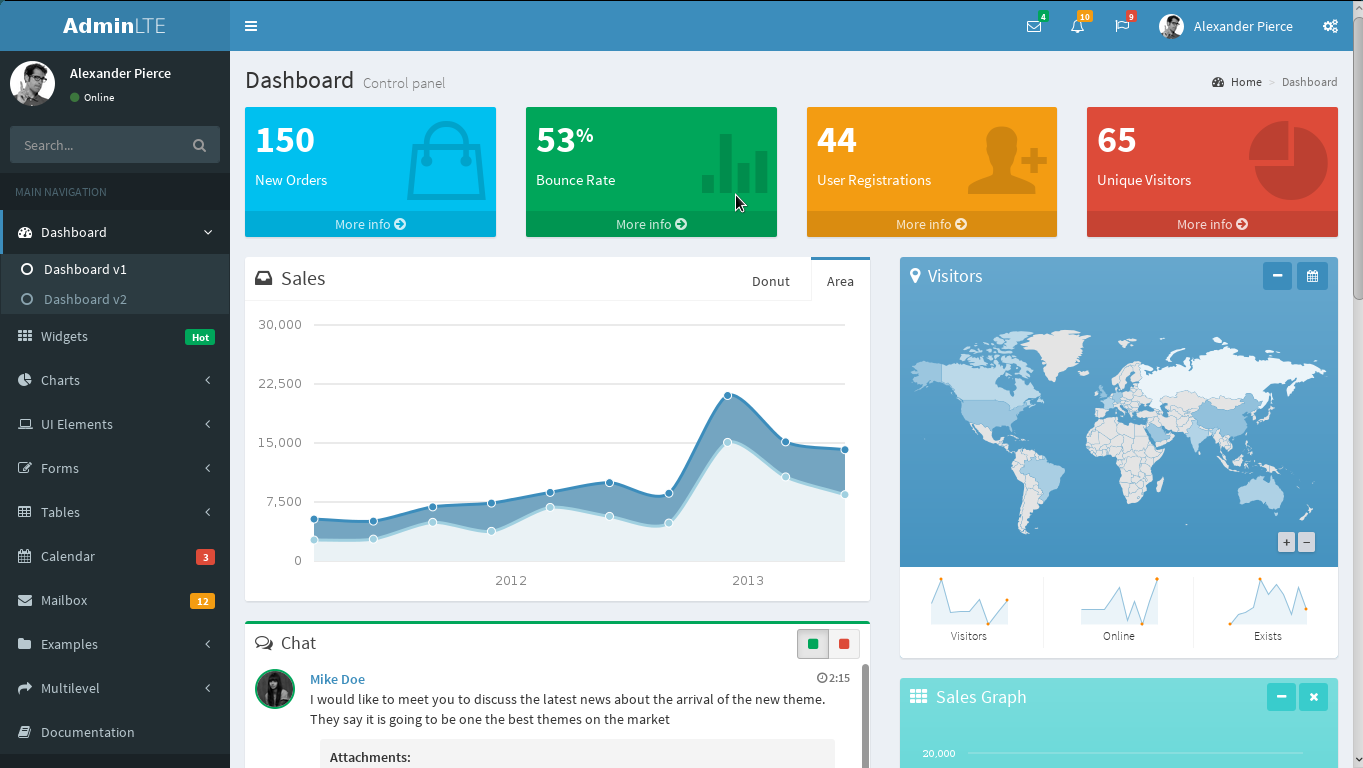 AdminLTE
4
10
9
Alexander Pierce
Alexander Pierce
Online
Search...
MAIN NAVIGATION
Dashboard
Dashboard v1
Dashboard v2
Widgets Hot
Charts
UI Elements
Forms
Tables
Calendar 3
Mailbox 12
Examples
Multilevel
Documentation
Dashboard Control panel
Home > Dashboard
150
New Orders
More info
53%
Bounce Rate
More info
44
User Registrations
More info
65
Unique Visitors
More info
Sales
Donut Area
30,000
22,500
15,000
7,500
0
2012 2013
Chat
Mike Doe 2:15
I would like to meet you to discuss the latest news about the arrival of the new theme.
They say it is going to be one the best themes on the market
Attachments:
Visitors
+ −
Visitors Online Exists
Sales Graph
20,000